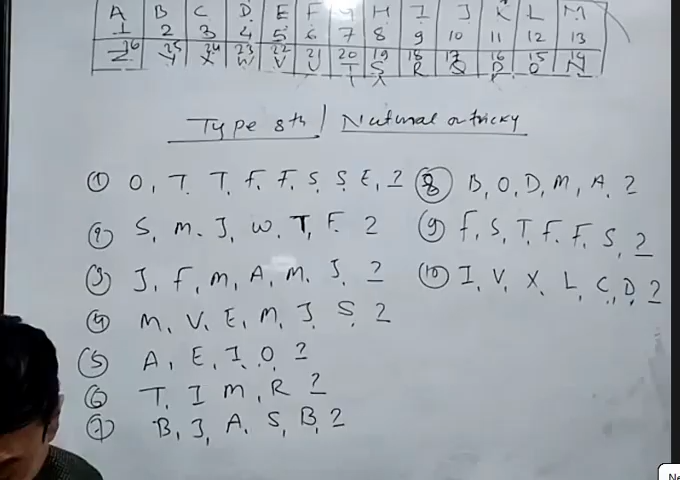 A B C D E F G H I J K L M
1 2 3 4 5 6 7 8 9 10 11 12 13
26 25 24 23 22 21 20 19 18 17 16 15 14
Z Y X W V U T S R Q P O N
Type 8th / Natural or tricky
① O, T, T, F, F, S, S, E, ?
② S, M, J, W, T, F, ?
③ J, F, M, A, M, J, ?
④ M, V, E, M, J, S, ?
⑤ A, E, I, O, ?
⑥ T, I, M, R ?
⑦ B, J, A, S, B, ?
⑧ B, O, D, M, A, ?
⑨ F, S, T, F, F, S, ?
⑩ I, V, X, L, C, D, ?
Ne